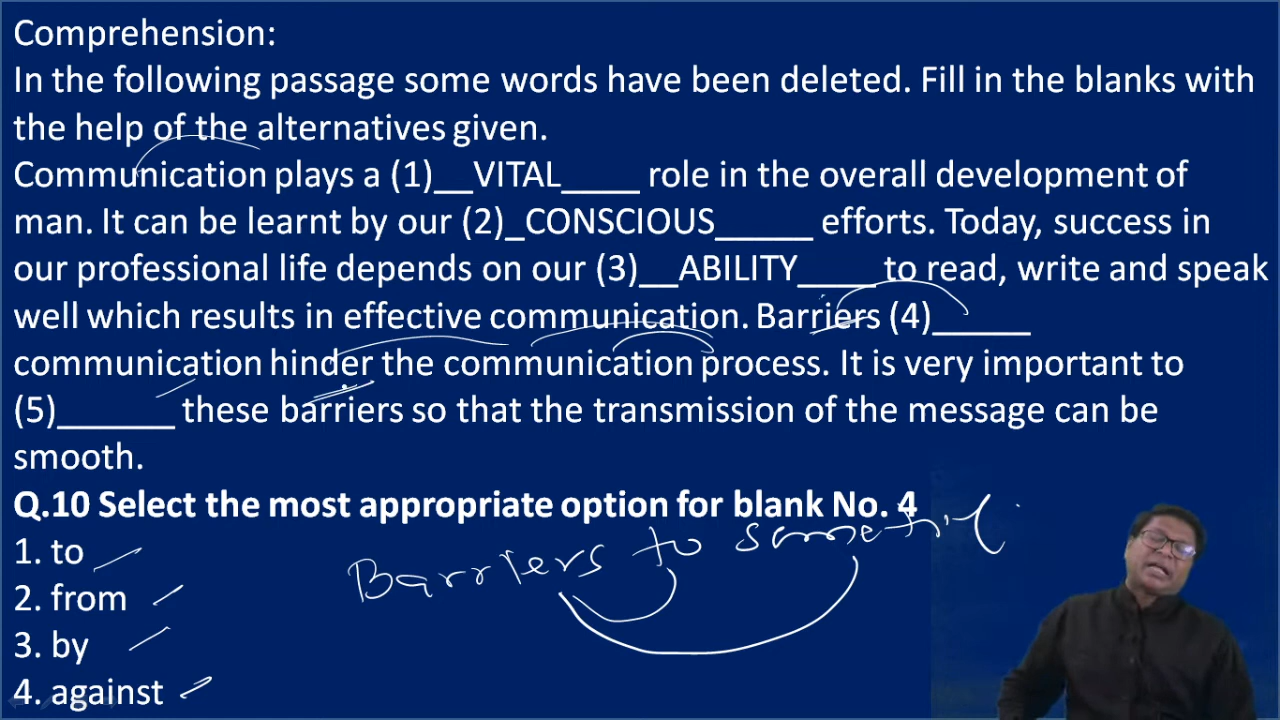 Comprehension:
In the following passage some words have been deleted. Fill in the blanks with
the help of the alternatives given.
Communication plays a (1)__VITAL____ role in the overall development of
man. It can be learnt by our (2)_CONSCIOUS_____ efforts. Today, success in
our professional life depends on our (3)__ABILITY____ to read, write and speak
well which results in effective communication. Barriers (4)_____
communication hinder the communication process. It is very important to
(5)______ these barriers so that the transmission of the message can be
smooth.
Q.10 Select the most appropriate option for blank No. 4
Barriers to
1. to
2. from
3. by
4. against